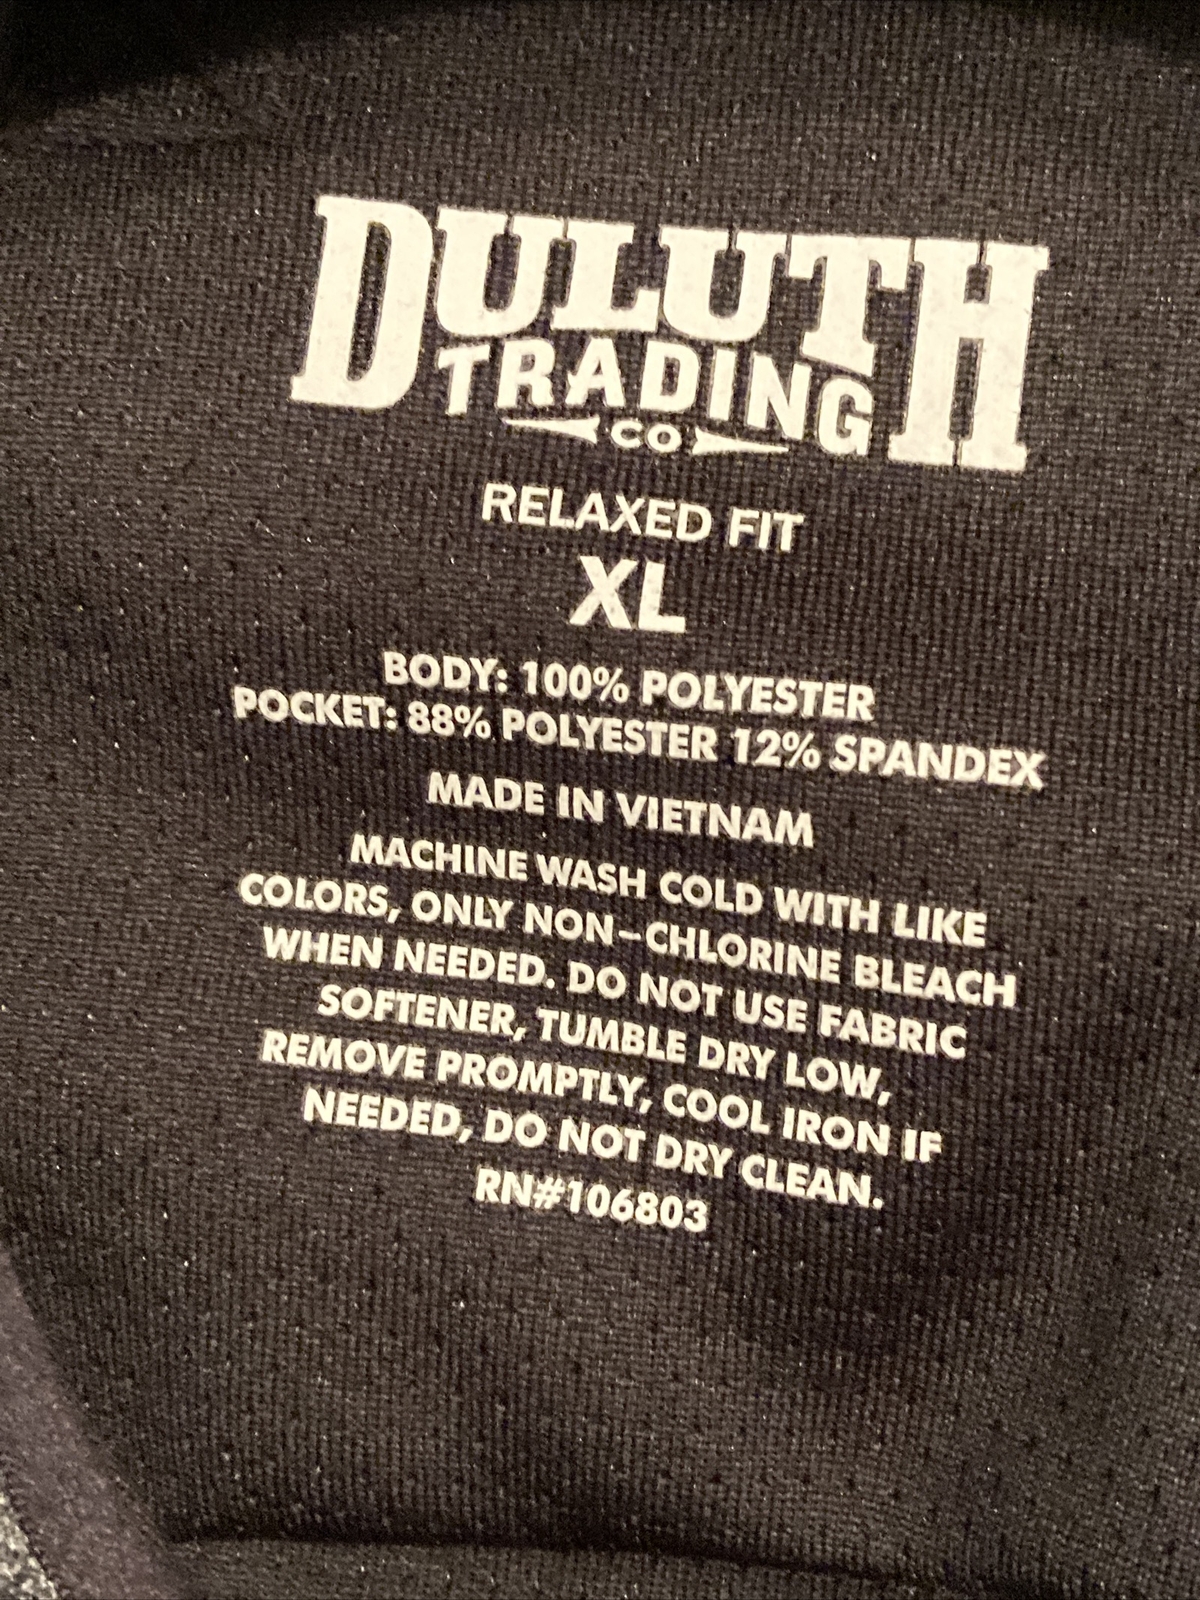 DULUTH
TRADING
CO
RELAXED FIT
XL
BODY: 100% POLYESTER
POCKET: 88% POLYESTER 12% SPANDEX
MADE IN VIETNAM
MACHINE WASH COLD WITH LIKE
COLORS, ONLY NON-CHLORINE BLEACH
WHEN NEEDED. DO NOT USE FABRIC
SOFTENER, TUMBLE DRY LOW,
REMOVE PROMPTLY, COOL IRON IF
NEEDED, DO NOT DRY CLEAN.
RN#106803